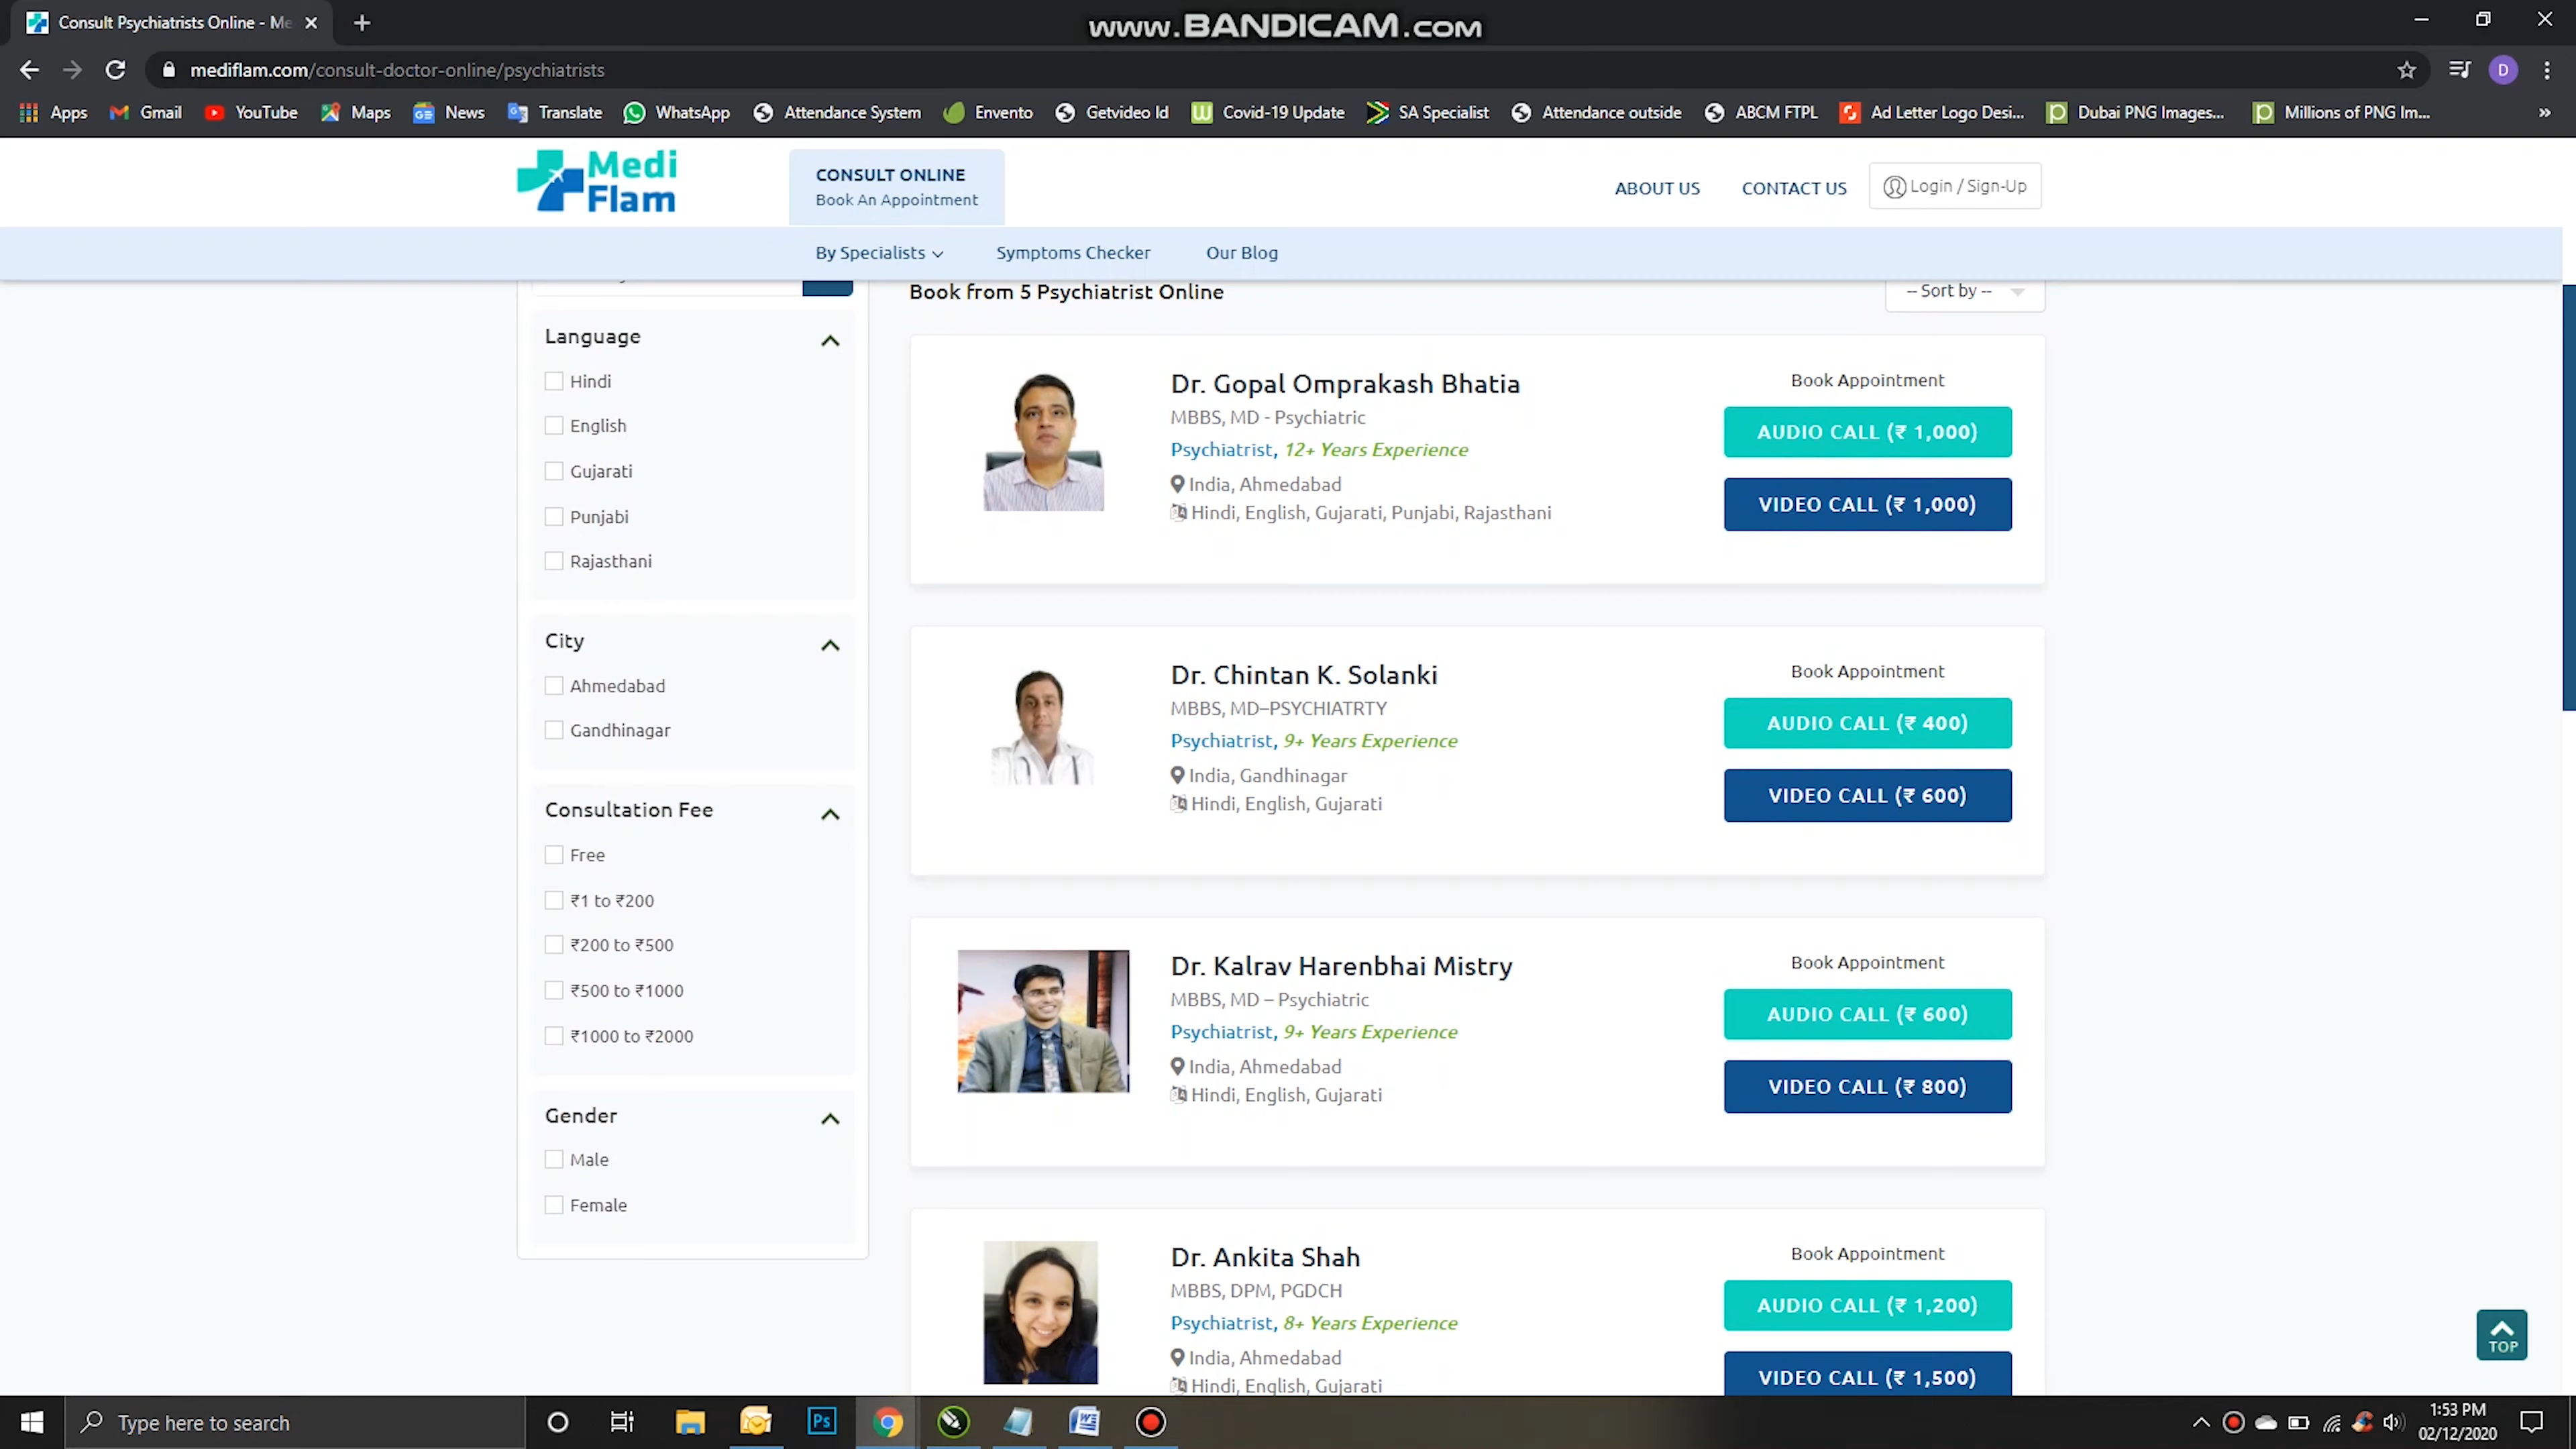 Consult Psychiatrists Online - Me
www.BANDICAM.com
mediflam.com/consult-doctor-online/psychiatrists
D
Apps
Gmail
YouTube
Maps
News
Translate
WhatsApp
Attendance System
Envento
Getvideo Id
Covid-19 Update
SA Specialist
Attendance outside
ABCM FTPL
Ad Letter Logo Desi...
Dubai PNG Images...
Millions of PNG Im...
Medi
Flam
CONSULT ONLINE
Book An Appointment
ABOUT US
CONTACT US
Login / Sign-Up
By Specialists
Symptoms Checker
Our Blog
Language
Hindi
English
Gujarati
Punjabi
Rajasthani
City
Ahmedabad
Gandhinagar
Consultation Fee
Free
₹1 to ₹200
₹200 to ₹500
₹500 to ₹1000
₹1000 to ₹2000
Gender
Male
Female
Book from 5 Psychiatrist Online
-- Sort by --
Dr. Gopal Omprakash Bhatia
MBBS, MD - Psychiatric
Psychiatrist, 12+ Years Experience
India, Ahmedabad
Hindi, English, Gujarati, Punjabi, Rajasthani
Book Appointment
AUDIO CALL (₹ 1,000)
VIDEO CALL (₹ 1,000)
Dr. Chintan K. Solanki
MBBS, MD–PSYCHIATRTY
Psychiatrist, 9+ Years Experience
India, Gandhinagar
Hindi, English, Gujarati
Book Appointment
AUDIO CALL (₹ 400)
VIDEO CALL (₹ 600)
Dr. Kalrav Harenbhai Mistry
MBBS, MD – Psychiatric
Psychiatrist, 9+ Years Experience
India, Ahmedabad
Hindi, English, Gujarati
Book Appointment
AUDIO CALL (₹ 600)
VIDEO CALL (₹ 800)
Dr. Ankita Shah
MBBS, DPM, PGDCH
Psychiatrist, 8+ Years Experience
India, Ahmedabad
Hindi, English, Gujarati
Book Appointment
AUDIO CALL (₹ 1,200)
VIDEO CALL (₹ 1,500)
TOP
Type here to search
Ps
1:53 PM
02/12/2020